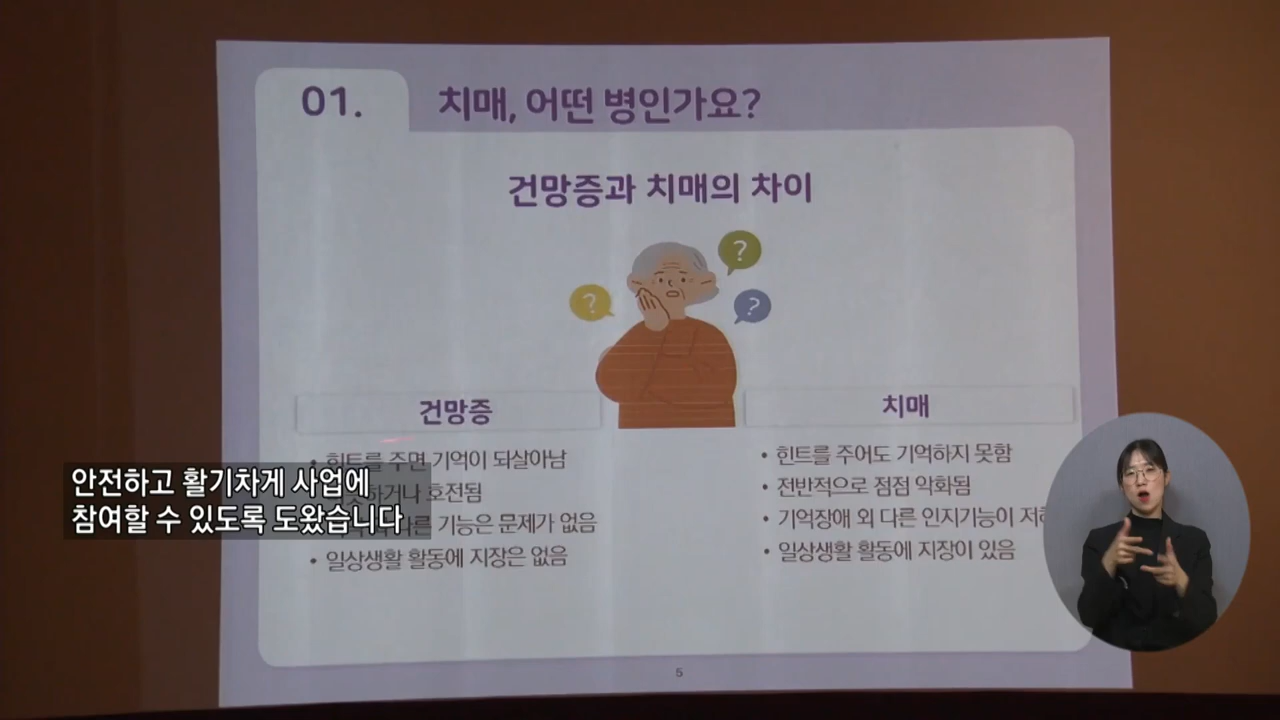 01.
치매, 어떤 병인가요?
건망증과 치매의 차이
?
?
?
건망증
치매
• 힌트를 주면 기억이 되살아남
호전됨
기능은 문제가 없음
• 일상생활 활동에 지장은 없음
• 힌트를 주어도 기억하지 못함
• 전반적으로 점점 악화됨
• 기억장애 외 다른 인지기능이
• 일상생활 활동에 지장이 있음
안전하고 활기차게 사업에
참여할 수 있도록 도왔습니다
5